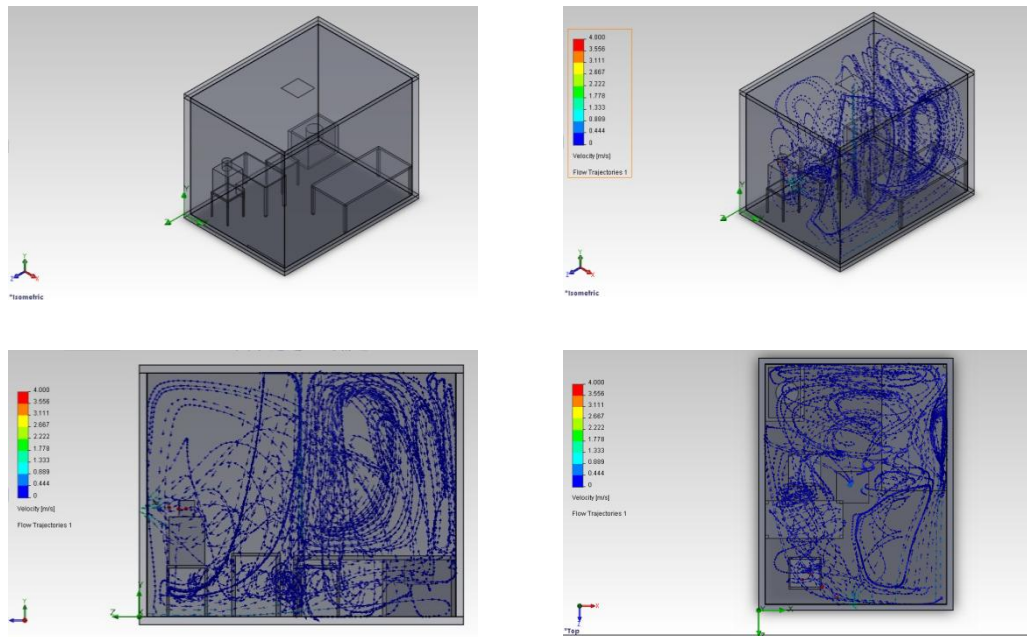 Y
Z
Y
Z
X
*Isometric
4.000
3.556
3.111
2.667
2.222
1.778
1.333
0.889
0.444
0
Velocity [m/s]
Flow Trajectories 1
Y
Z
Y
Z
X
*Isometric
4.000
3.556
3.111
2.667
2.222
1.778
1.333
0.889
0.444
0
Velocity [m/s]
Flow Trajectories 1
Y
Z
Y
4.000
3.556
3.111
2.667
2.222
1.778
1.333
0.889
0.444
0
Velocity [m/s]
Flow Trajectories 1
X
Z
*Top